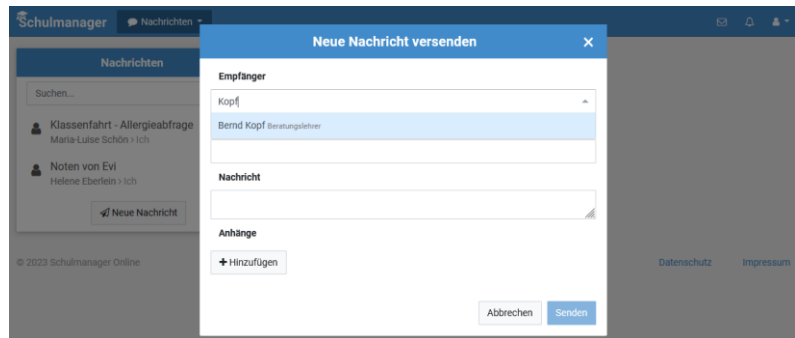 Schulmanager
Nachrichten
Neue Nachricht versenden
Nachrichten
Suchen...
Klassenfahrt - Allergieabfrage
Maria-Luise Schön › Ich
Noten von Evi
Helene Eberlein › Ich
Neue Nachricht
Empfänger
Kopf
Bernd Kopf Beratungslehrer
Nachricht
Anhänge
Hinzufügen
Abbrechen
Senden
© 2023 Schulmanager Online
Datenschutz
Impressum